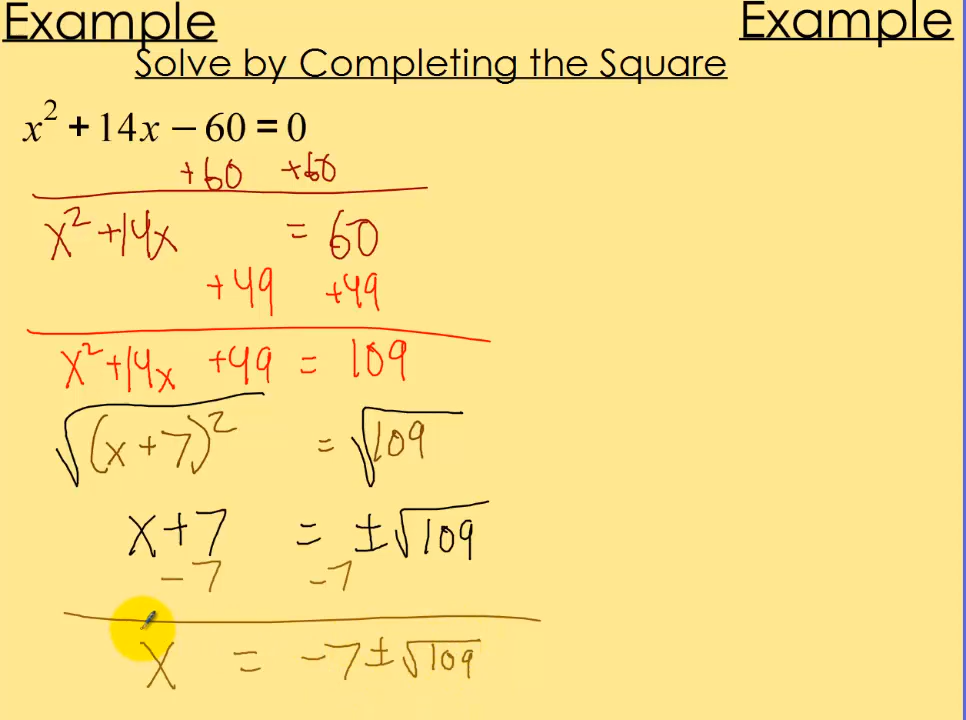 Example Example
Solve by Completing the Square
x² + 14x − 60 = 0
+60 +60
x² +14x = 60
+49 +49
x² +14x +49 = 109
√(x+7)² = √109
x+7 = ±√109
−7 −7
x = −7±√109